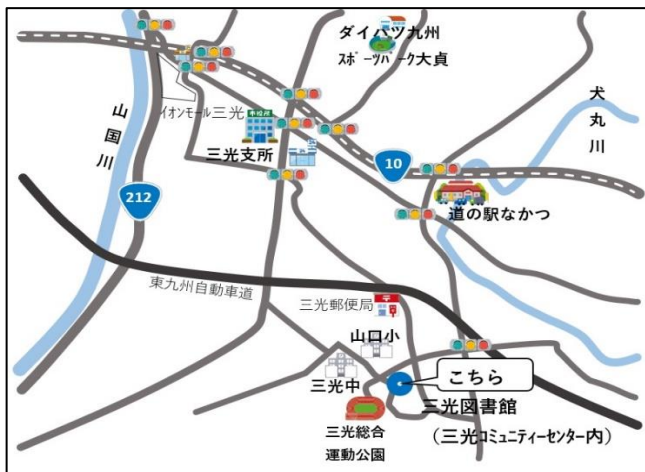 ダイハツ九州
スポーツパーク大貞
犬丸川
山国川
イオンモール三光
市役所
三光支所
10
道の駅なかつ
212
東九州自動車道
三光郵便局
山口小
三光中
こちら
三光図書館
(三光コミュニティーセンター内)
三光総合
運動公園